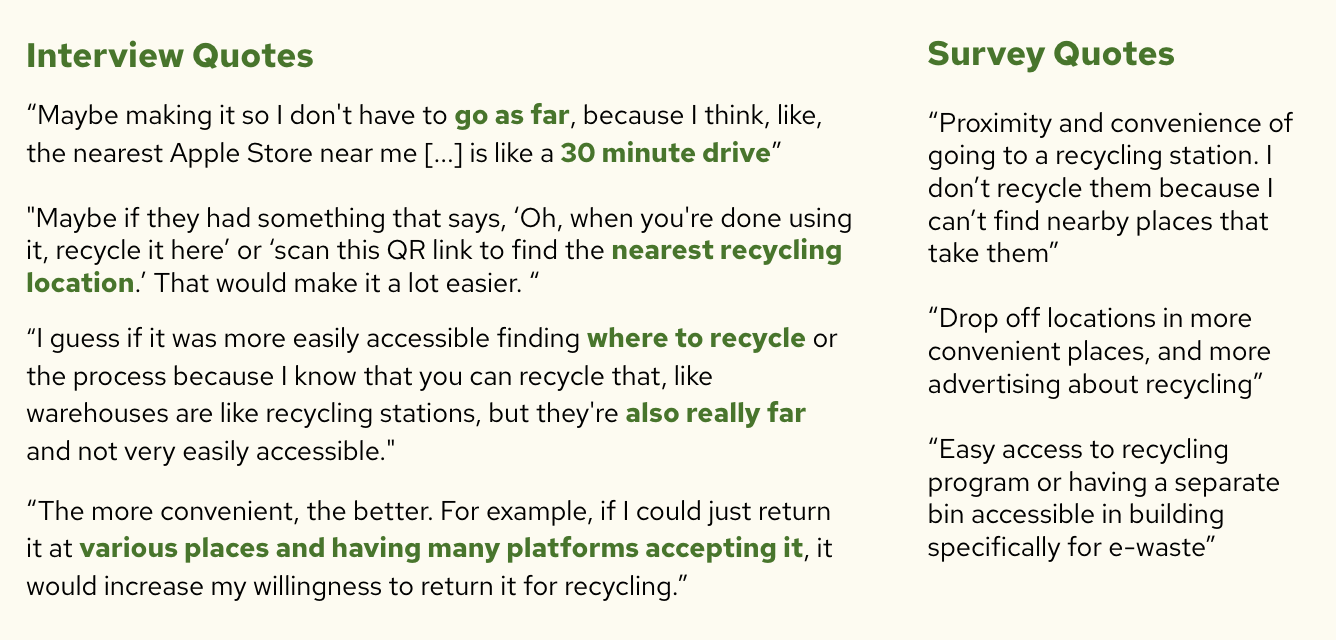 Interview Quotes
“Maybe making it so I don't have to go as far, because I think, like,
the nearest Apple Store near me [...] is like a 30 minute drive”
"Maybe if they had something that says, ‘Oh, when you're done using
it, recycle it here’ or ‘scan this QR link to find the nearest recycling
location.’ That would make it a lot easier. “
“I guess if it was more easily accessible finding where to recycle or
the process because I know that you can recycle that, like
warehouses are like recycling stations, but they're also really far
and not very easily accessible."
“The more convenient, the better. For example, if I could just return
it at various places and having many platforms accepting it, it
would increase my willingness to return it for recycling.”
Survey Quotes
“Proximity and convenience of
going to a recycling station. I
don’t recycle them because I
can’t find nearby places that
take them”
“Drop off locations in more
convenient places, and more
advertising about recycling”
“Easy access to recycling
program or having a separate
bin accessible in building
specifically for e-waste”